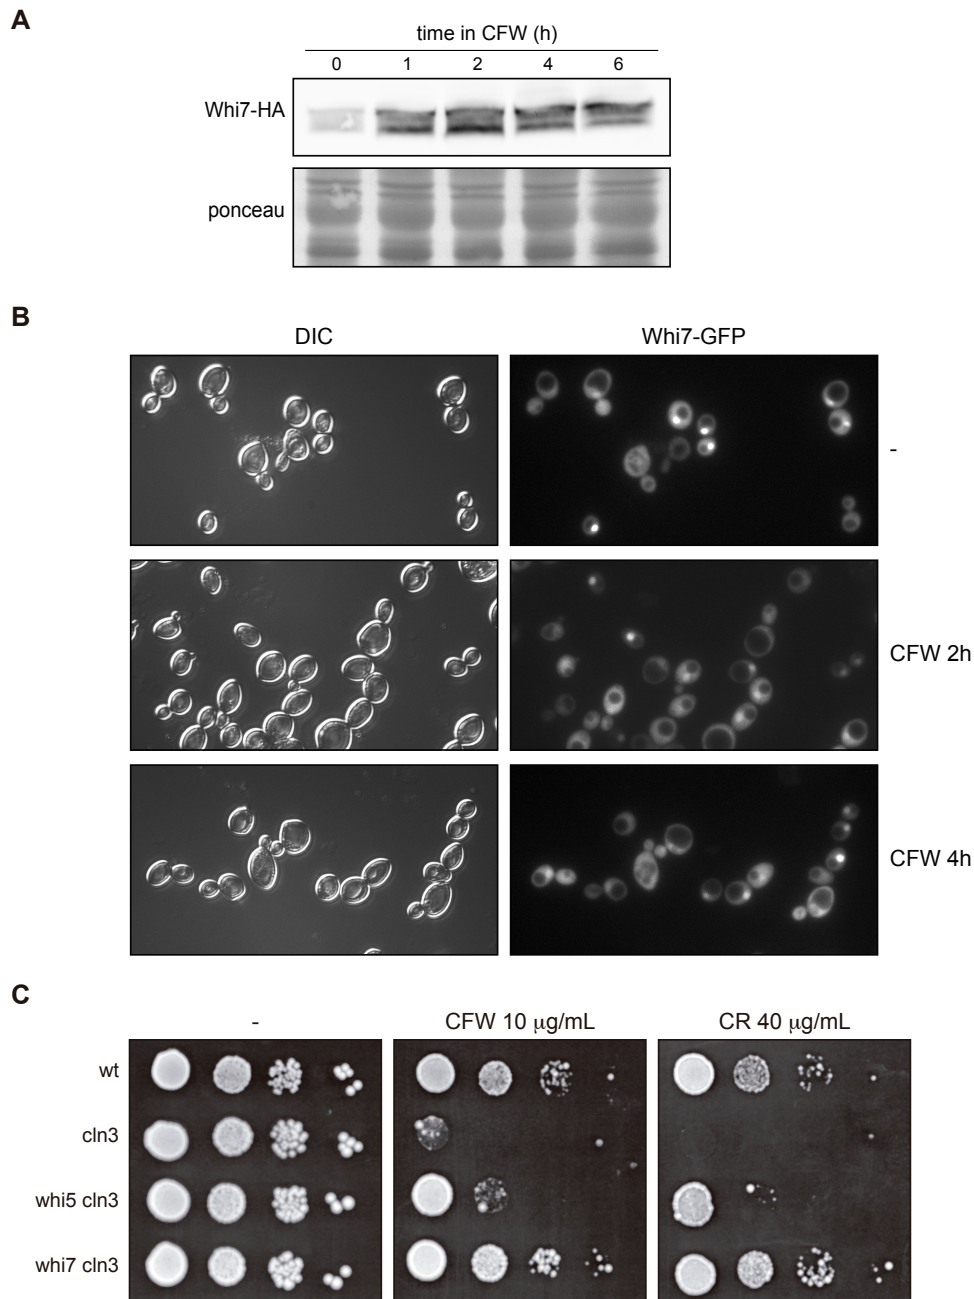 A
time in CFW (h)
0 1 2 4 6
Whi7-HA
ponceau
B
DIC Whi7-GFP
-
CFW 2h
CFW 4h
C
- CFW 10 μg/mL CR 40 μg/mL
wt
cln3
whi5 cln3
whi7 cln3